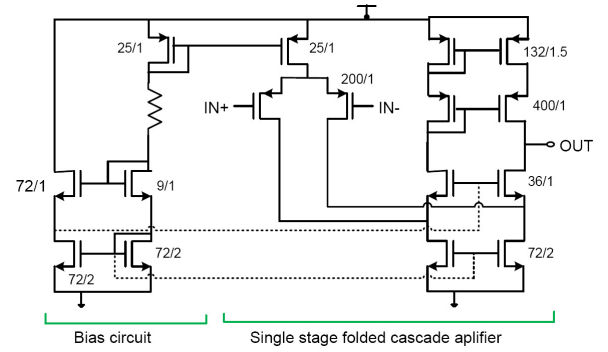 25/1
25/1
132/1.5
200/1
IN+
IN-
400/1
OUT
72/1
9/1
36/1
72/2
72/2
72/2
Bias circuit
Single stage folded cascade aplifier